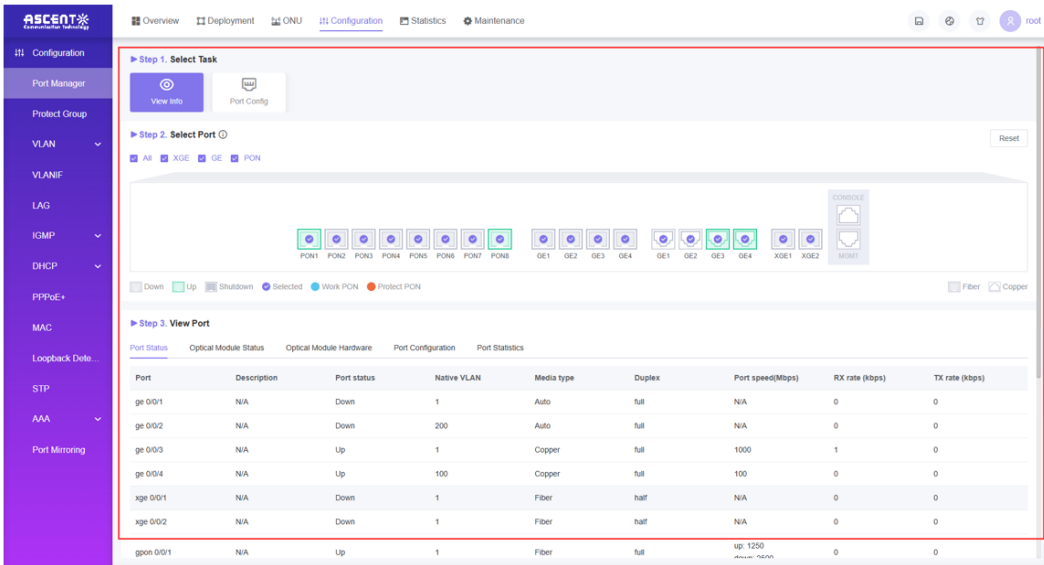 ASCENT
Communication Technology
Overview Deployment ONU Configuration Statistics Maintenance root
Configuration
Port Manager
Protect Group
VLAN
VLANIF
LAG
IGMP
DHCP
PPPoE+
MAC
Loopback Dete...
STP
AAA
Port Mirroring
Step 1. Select Task
View Info Port Config
Step 2. Select Port
Reset
All XGE GE PON
CONSOLE
PON1 PON2 PON3 PON4 PON5 PON6 PON7 PON8 GE1 GE2 GE3 GE4 GE1 GE2 GE3 GE4 XGE1 XGE2 MGMT
Down Up Shutdown Selected Work PON Protect PON Fiber Copper
Step 3. View Port
Port Status Optical Module Status Optical Module Hardware Port Configuration Port Statistics
Port Description Port status Native VLAN Media type Duplex Port speed(Mbps) RX rate (kbps) TX rate (kbps)
ge 0/0/1 N/A Down 1 Auto full N/A 0 0
ge 0/0/2 N/A Down 200 Auto full N/A 0 0
ge 0/0/3 N/A Up 1 Copper full 1000 1 0
ge 0/0/4 N/A Up 100 Copper full 100 0 0
xge 0/0/1 N/A Down 1 Fiber half N/A 0 0
xge 0/0/2 N/A Down 1 Fiber half N/A 0 0
gpon 0/0/1 N/A Up 1 Fiber full up: 1250 0 0
down: 2500